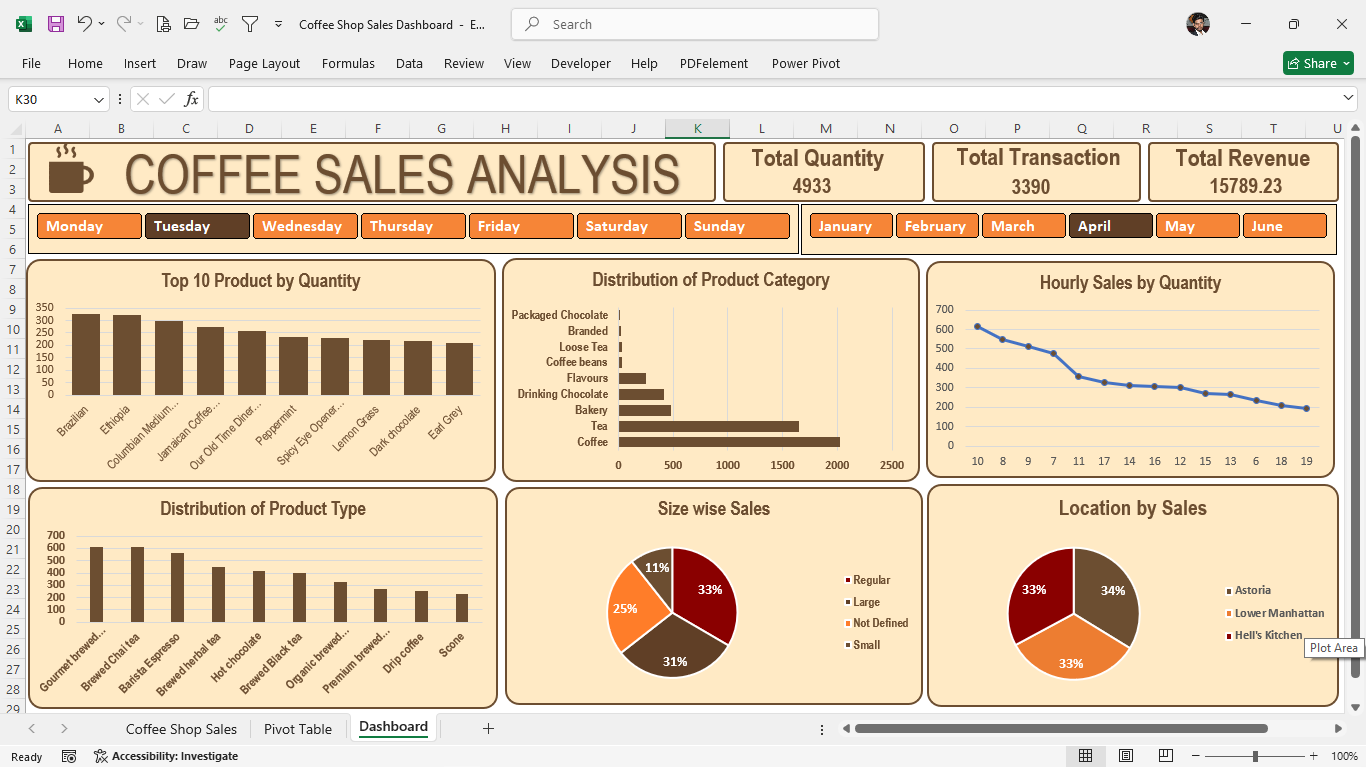 abc
Coffee Shop Sales Dashboard - E...
Search
File Home Insert Draw Page Layout Formulas Data Review View Developer Help PDFelement Power Pivot
Share
K30
fx
A B C D E F G H I J K L M N O P Q R S T U
1
2
3
4
5
6
7
8
9
10
11
12
13
14
15
16
17
18
19
20
21
22
23
24
25
26
27
28
29
COFFEE SALES ANALYSIS
Total Quantity
4933
Total Transaction
3390
Total Revenue
15789.23
Monday Tuesday Wednesday Thursday Friday Saturday Sunday
January February March April May June
Top 10 Product by Quantity
350
300
250
200
150
100
50
0
Brazilian
Ethiopia
Columbian Medium...
Jamaican Coffee...
Our Old Time Diner...
Peppermint
Spicy Eye Opener...
Lemon Grass
Dark chocolate
Earl Grey
Distribution of Product Category
Packaged Chocolate
Branded
Loose Tea
Coffee beans
Flavours
Drinking Chocolate
Bakery
Tea
Coffee
0 500 1000 1500 2000 2500
Hourly Sales by Quantity
700
600
500
400
300
200
100
0
10 8 9 7 11 17 14 16 12 15 13 6 18 19
Distribution of Product Type
700
600
500
400
300
200
100
0
Gourmet brewed...
Brewed Chai tea
Barista Espresso
Brewed herbal tea
Hot chocolate
Brewed Black tea
Organic brewed...
Premium brewed...
Drip coffee
Scone
Size wise Sales
11%
33%
25%
31%
Regular
Large
Not Defined
Small
Location by Sales
33%
34%
33%
Astoria
Lower Manhattan
Hell's Kitchen
Plot Area
Coffee Shop Sales Pivot Table Dashboard
Ready
Accessibility: Investigate
100%